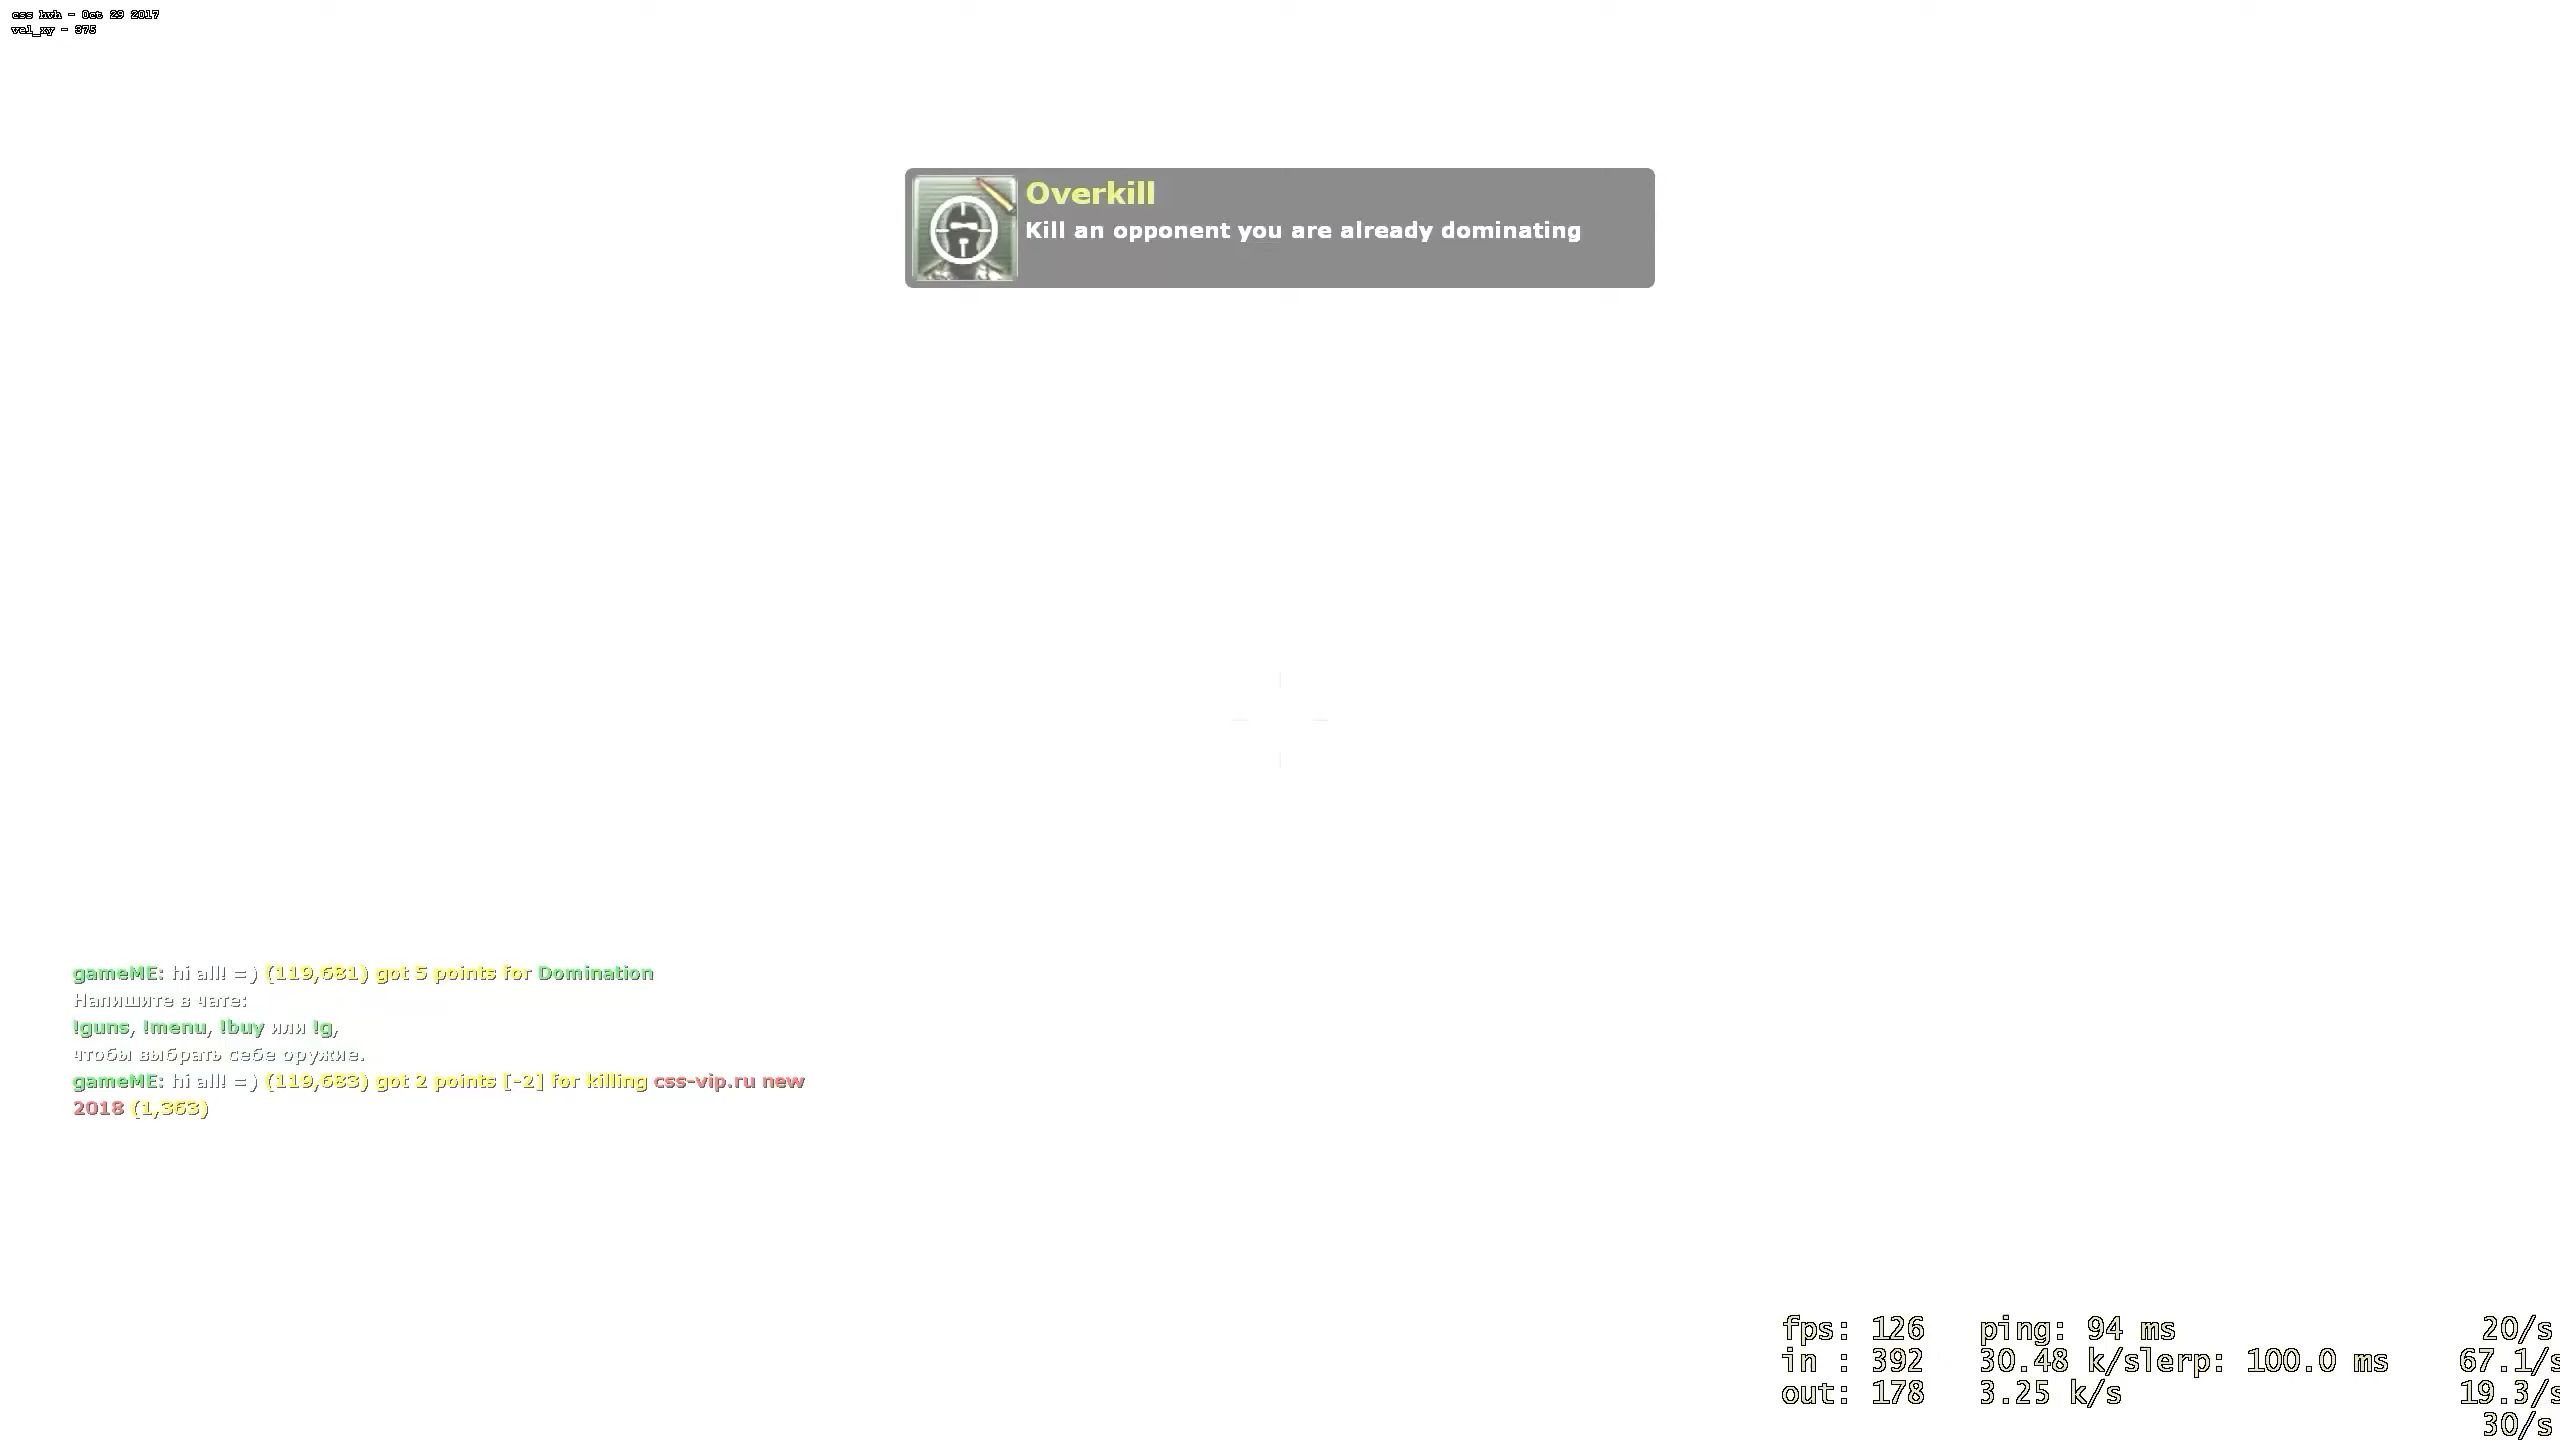 css hvh - Oct 29 2017
vel_xy - 375
Overkill
Kill an opponent you are already dominating
gameME: hi all! =) (119,681) got 5 points for Domination
Напишите в чате:
!guns, !menu, !buy или !g,
чтобы выбрать себе оружие.
gameME: hi all! =) (119,683) got 2 points [-2] for killing css-vip.ru new
2018 (1,363)
fps: 126 ping: 94 ms 20/s
in : 392 30.48 k/slerp: 100.0 ms 67.1/s
out: 178 3.25 k/s 19.3/s
30/s